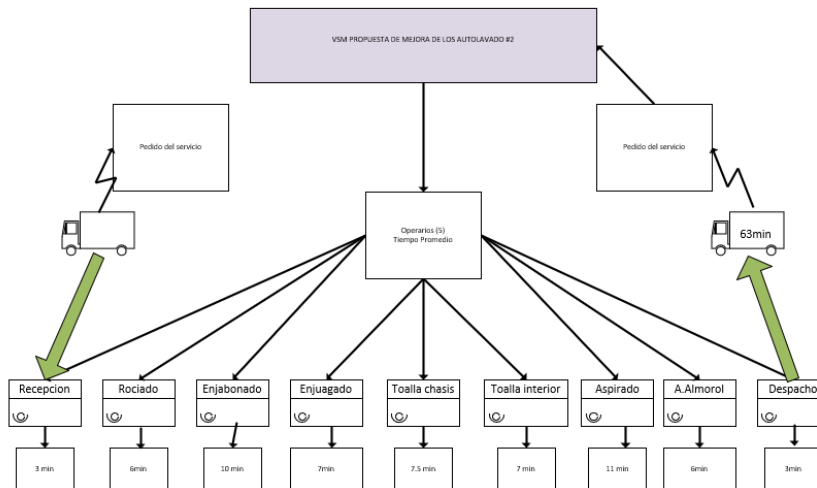 VSM PROPUESTA DE MEJORA DE LOS AUTOLAVADO #2
Pedido del servicio
Pedido del servicio
Operarios (5)
Tiempo Promedio
63min
Recepcion
Rociado
Enjabonado
Enjuagado
Toalla chasis
Toalla interior
Aspirado
A.Almorol
Despacho
3 min
6min
10 min
7min
7.5 min
7 min
11 min
6min
3min